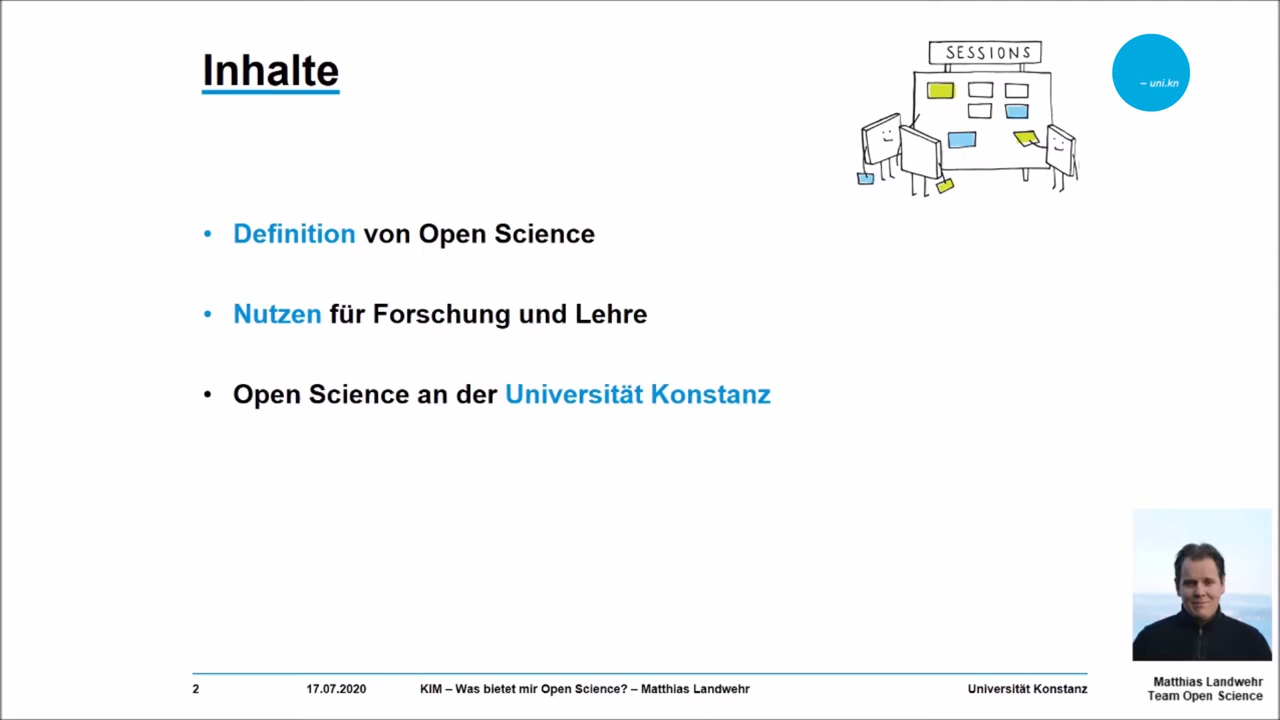 Inhalte
SESSIONS
– uni.kn
• Definition von Open Science
• Nutzen für Forschung und Lehre
• Open Science an der Universität Konstanz
2 17.07.2020 KIM – Was bietet mir Open Science? – Matthias Landwehr Universität Konstanz
Matthias Landwehr
Team Open Science